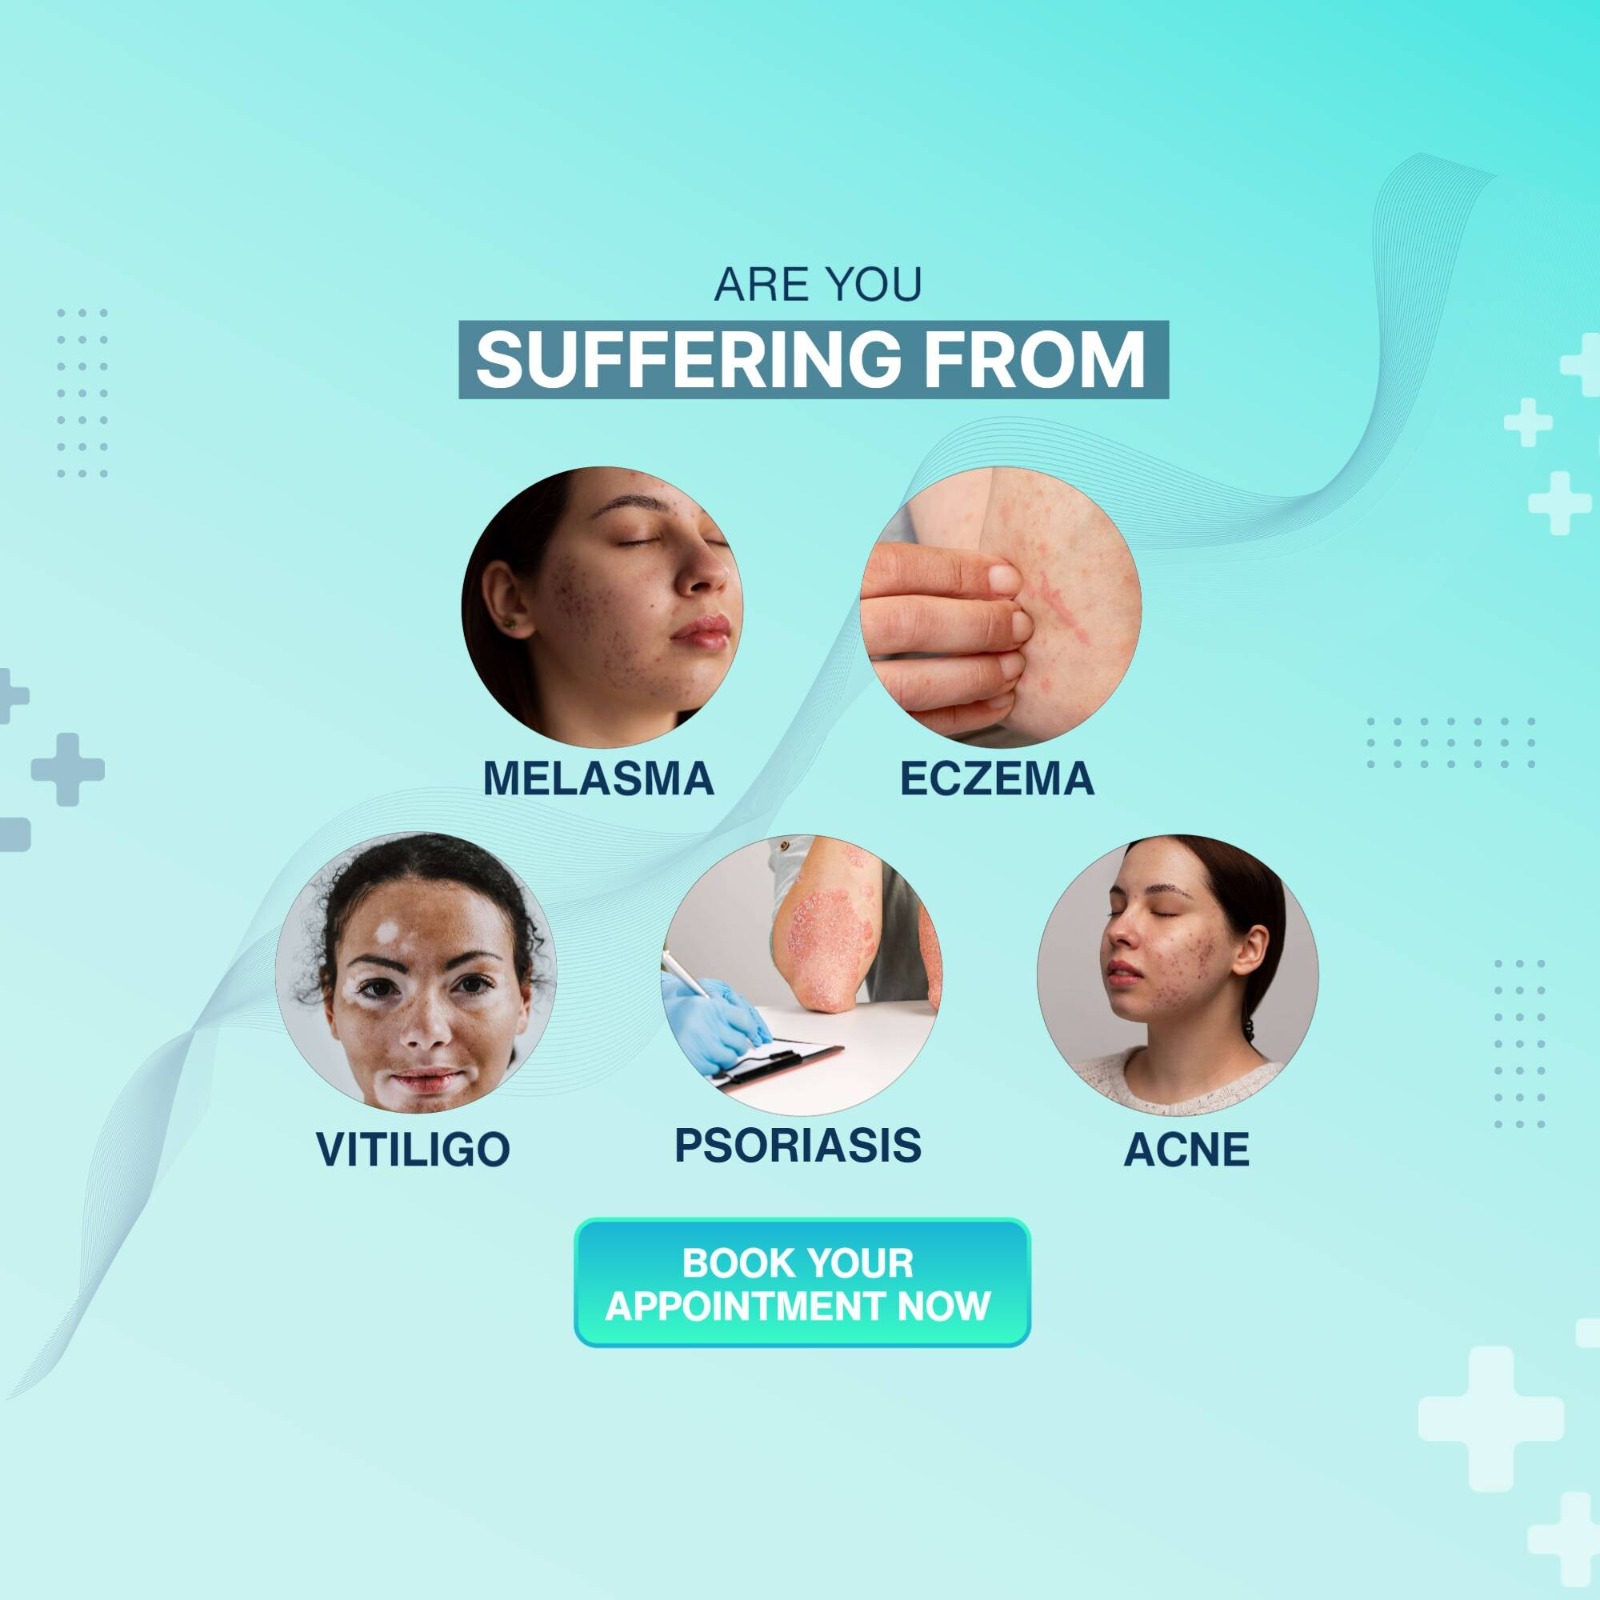 ARE YOU
SUFFERING FROM
MELASMA
ECZEMA
VITILIGO
PSORIASIS
ACNE
BOOK YOUR
APPOINTMENT NOW